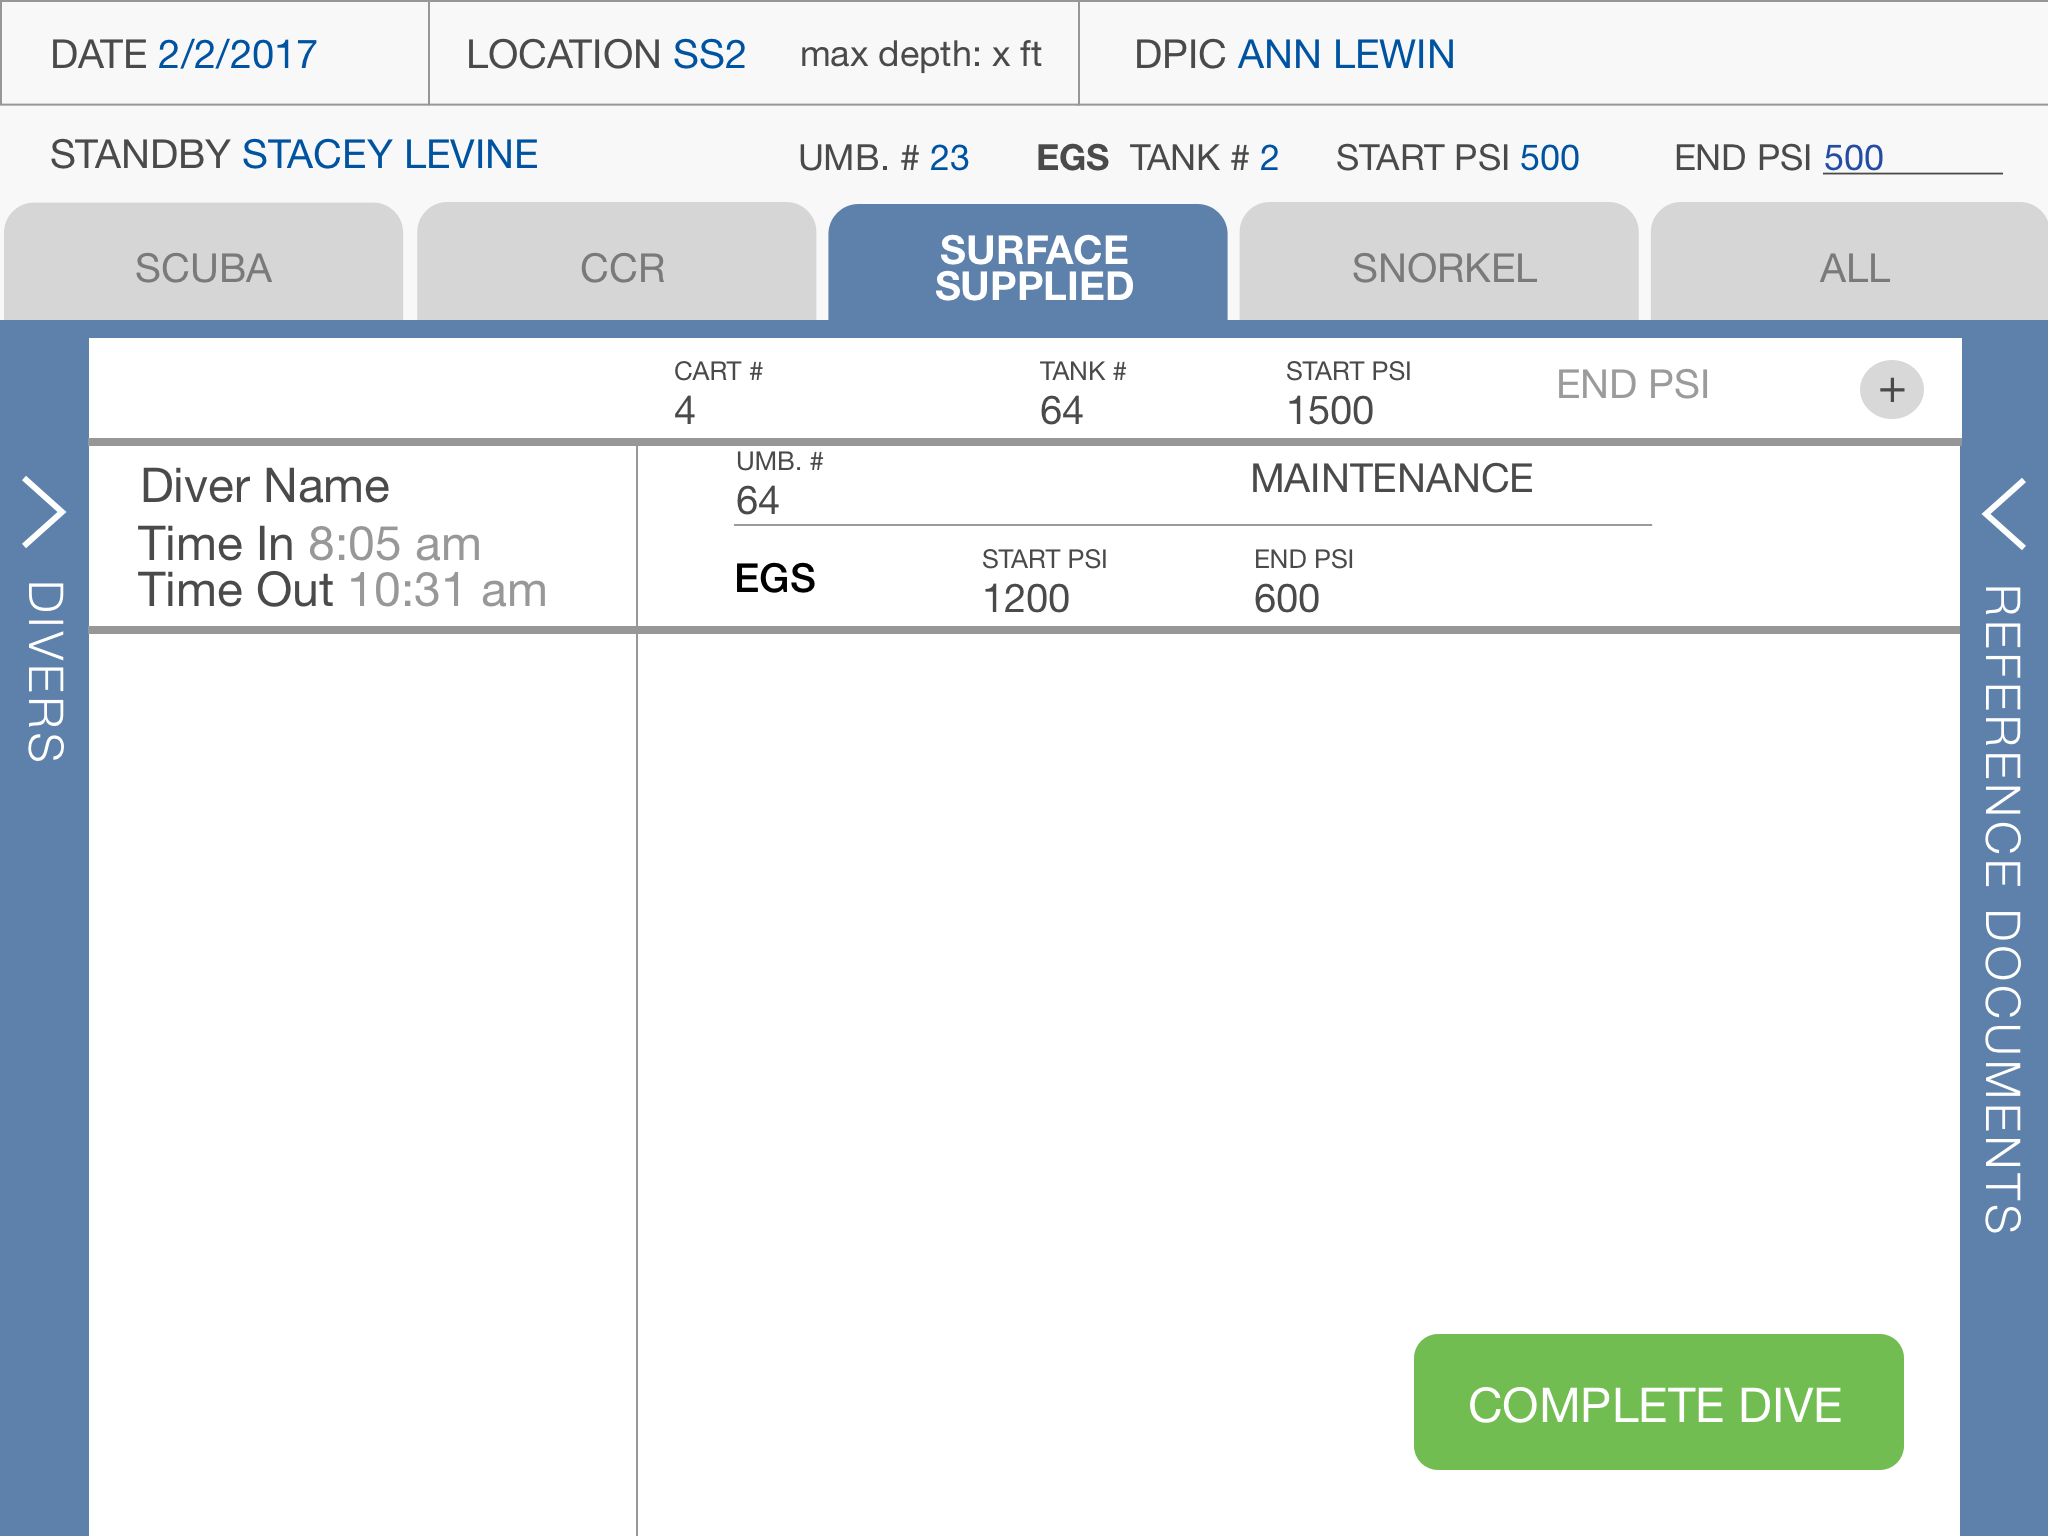 DATE 2/2/2017
LOCATION SS2 max depth: x ft
DPIC ANN LEWIN
STANDBY STACEY LEVINE UMB. # 23 EGS TANK # 2 START PSI 500 END PSI 500
SCUBA
CCR
SURFACE
SUPPLIED
SNORKEL
ALL
CART #
4
TANK #
64
START PSI
1500
END PSI
+
Diver Name
Time In 8:05 am
Time Out 10:31 am
UMB. #
64
MAINTENANCE
EGS
START PSI
1200
END PSI
600
DIVERS
REFERENCE DOCUMENTS
COMPLETE DIVE